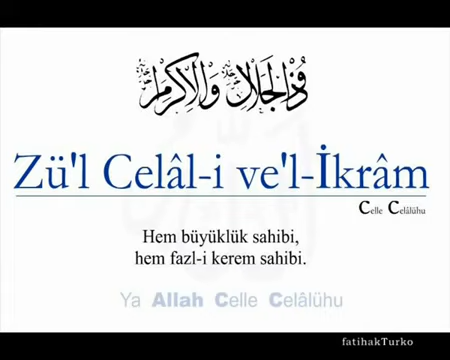 ذُو الْجَلَالِ وَالْإِكْرَامِ
Zü'l Celâl-i ve'l-İkrâm
Celle Celâlühu
Hem büyüklük sahibi,
hem fazl-i kerem sahibi.
Ya Allah Celle Celâlühu
fatihakTurko